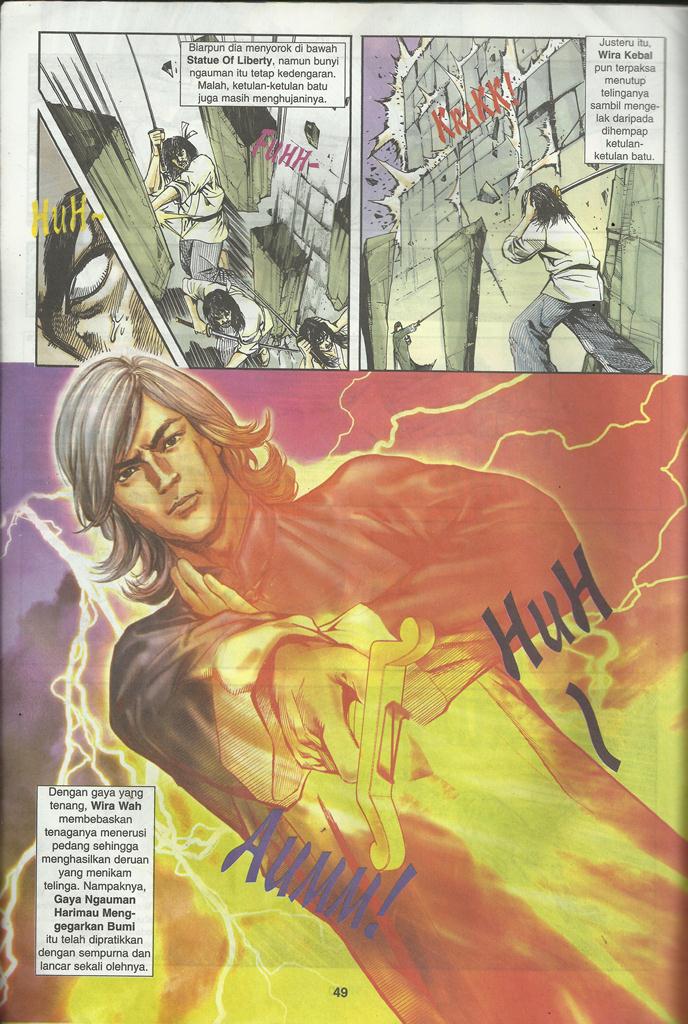 Biarpun dia menyorok di bawah
Statue Of Liberty, namun bunyi
ngauman itu tetap kedengaran.
Malah, ketulan-ketulan batu
juga masih menghujaninya.
FUHH-
HUH-
Justeru itu,
Wira Kebal
pun terpaksa
menutup
telinganya
sambil menge-
lak daripada
dihempap
ketulan-
ketulan batu.
KRAKK!
HUH
~
AUMM!
Dengan gaya yang
tenang, Wira Wah
membebaskan
tenaganya menerusi
pedang sehingga
menghasilkan deruan
yang menikam
telinga. Nampaknya,
Gaya Ngauman
Harimau Meng-
gegarkan Bumi
itu telah dipratikkan
dengan sempurna dan
lancar sekali olehnya.
49